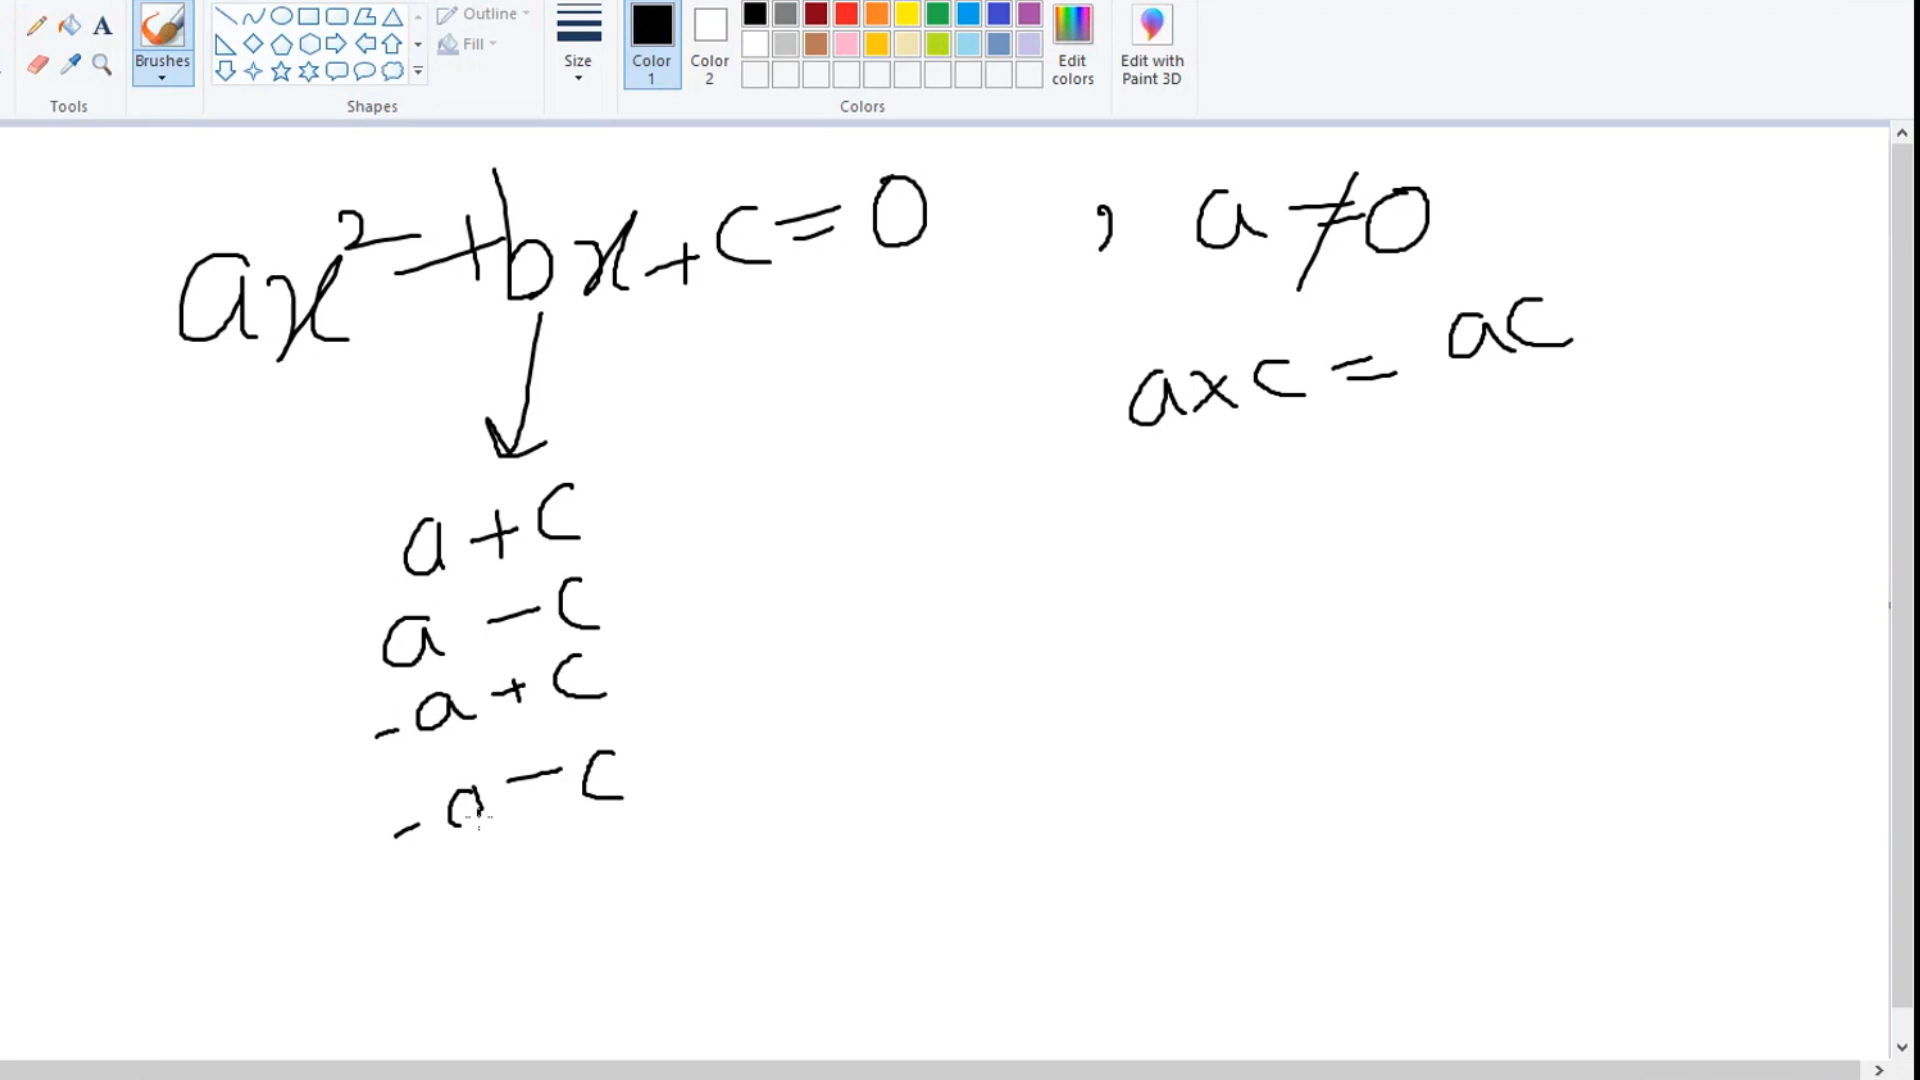 Outline
Fill
Brushes
Size
Color
1
Color
2
Edit
colors
Edit with
Paint 3D
Tools
Shapes
Colors
ax² + bx + c = 0 , a ≠ 0
a x c = ac
a + c
a - c
- a + c
- a - c